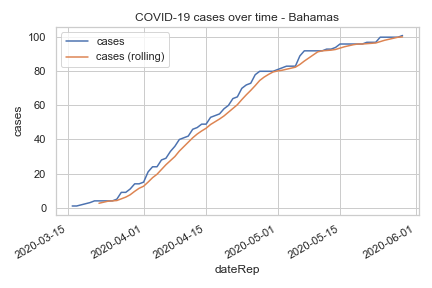 COVID-19 cases over time - Bahamas
cases
cases (rolling)
100
80
60
40
20
0
cases
2020-03-15
2020-04-01
2020-04-15
2020-05-01
2020-05-15
2020-06-01
dateRep